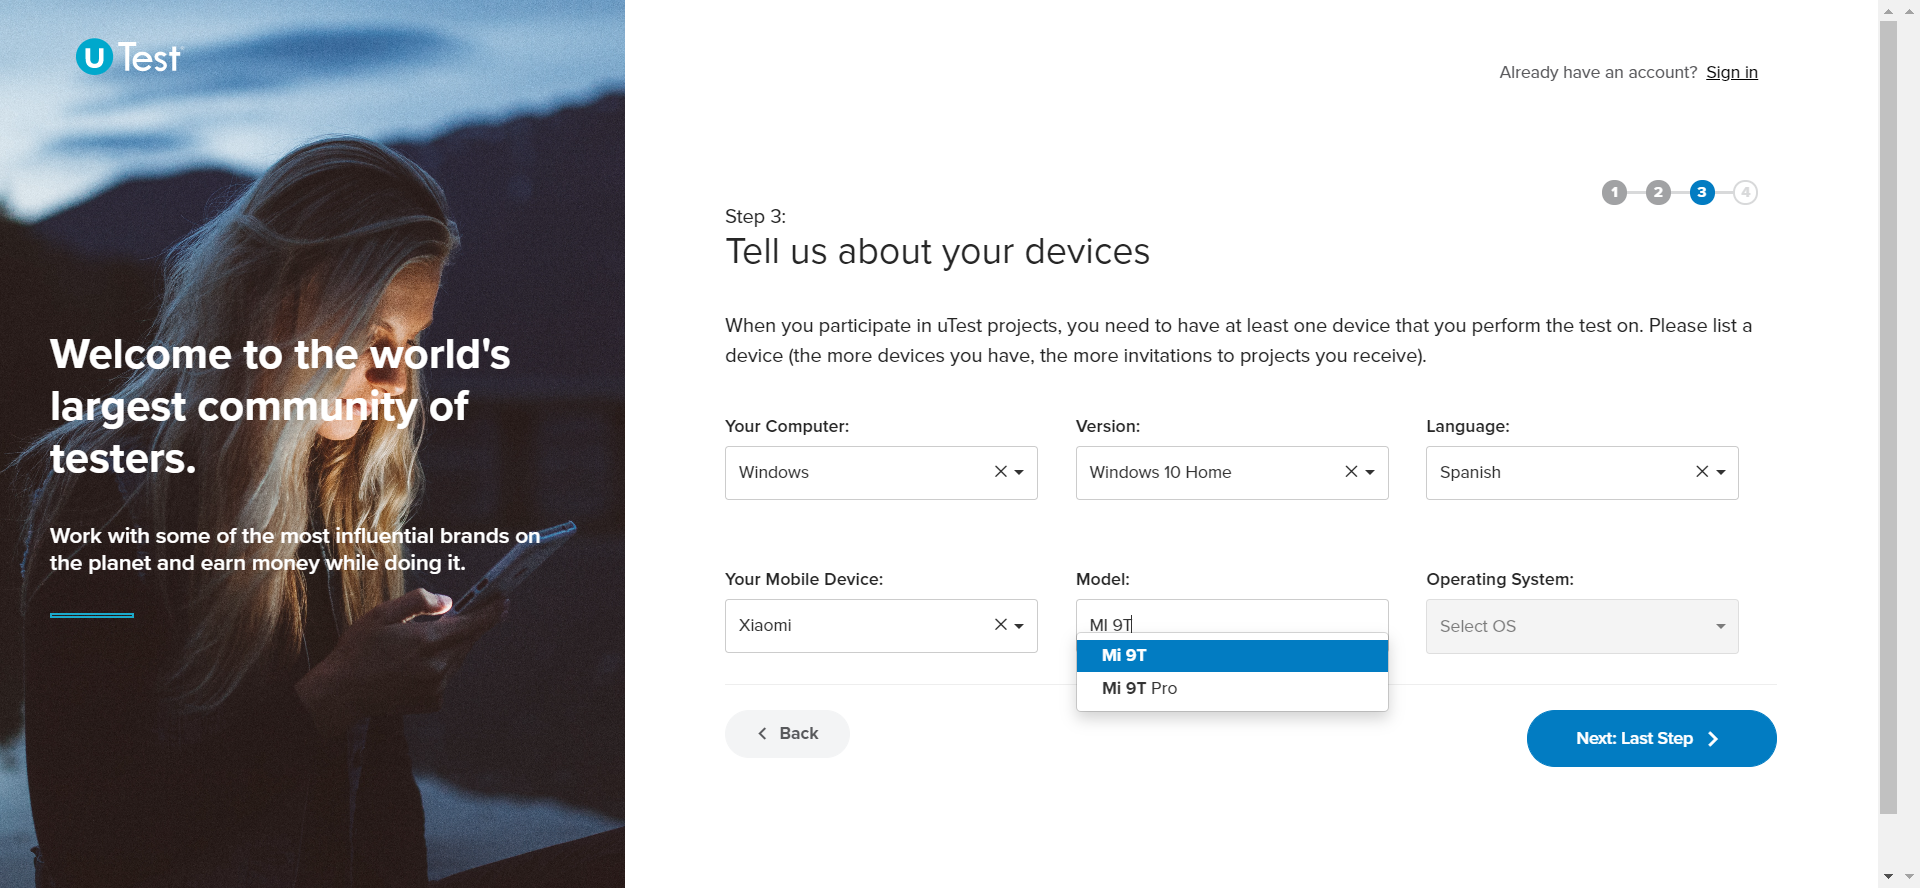 U Test
Already have an account? Sign in
1 2 3 4
Step 3:
Tell us about your devices
Welcome to the world's
largest community of
testers.
Work with some of the most influential brands on
the planet and earn money while doing it.
When you participate in uTest projects, you need to have at least one device that you perform the test on. Please list a
device (the more devices you have, the more invitations to projects you receive).
Your Computer: Version: Language:
Windows Windows 10 Home Spanish
Your Mobile Device: Model: Operating System:
Xiaomi MI 9T Select OS
Mi 9T
Mi 9T Pro
Back Next: Last Step